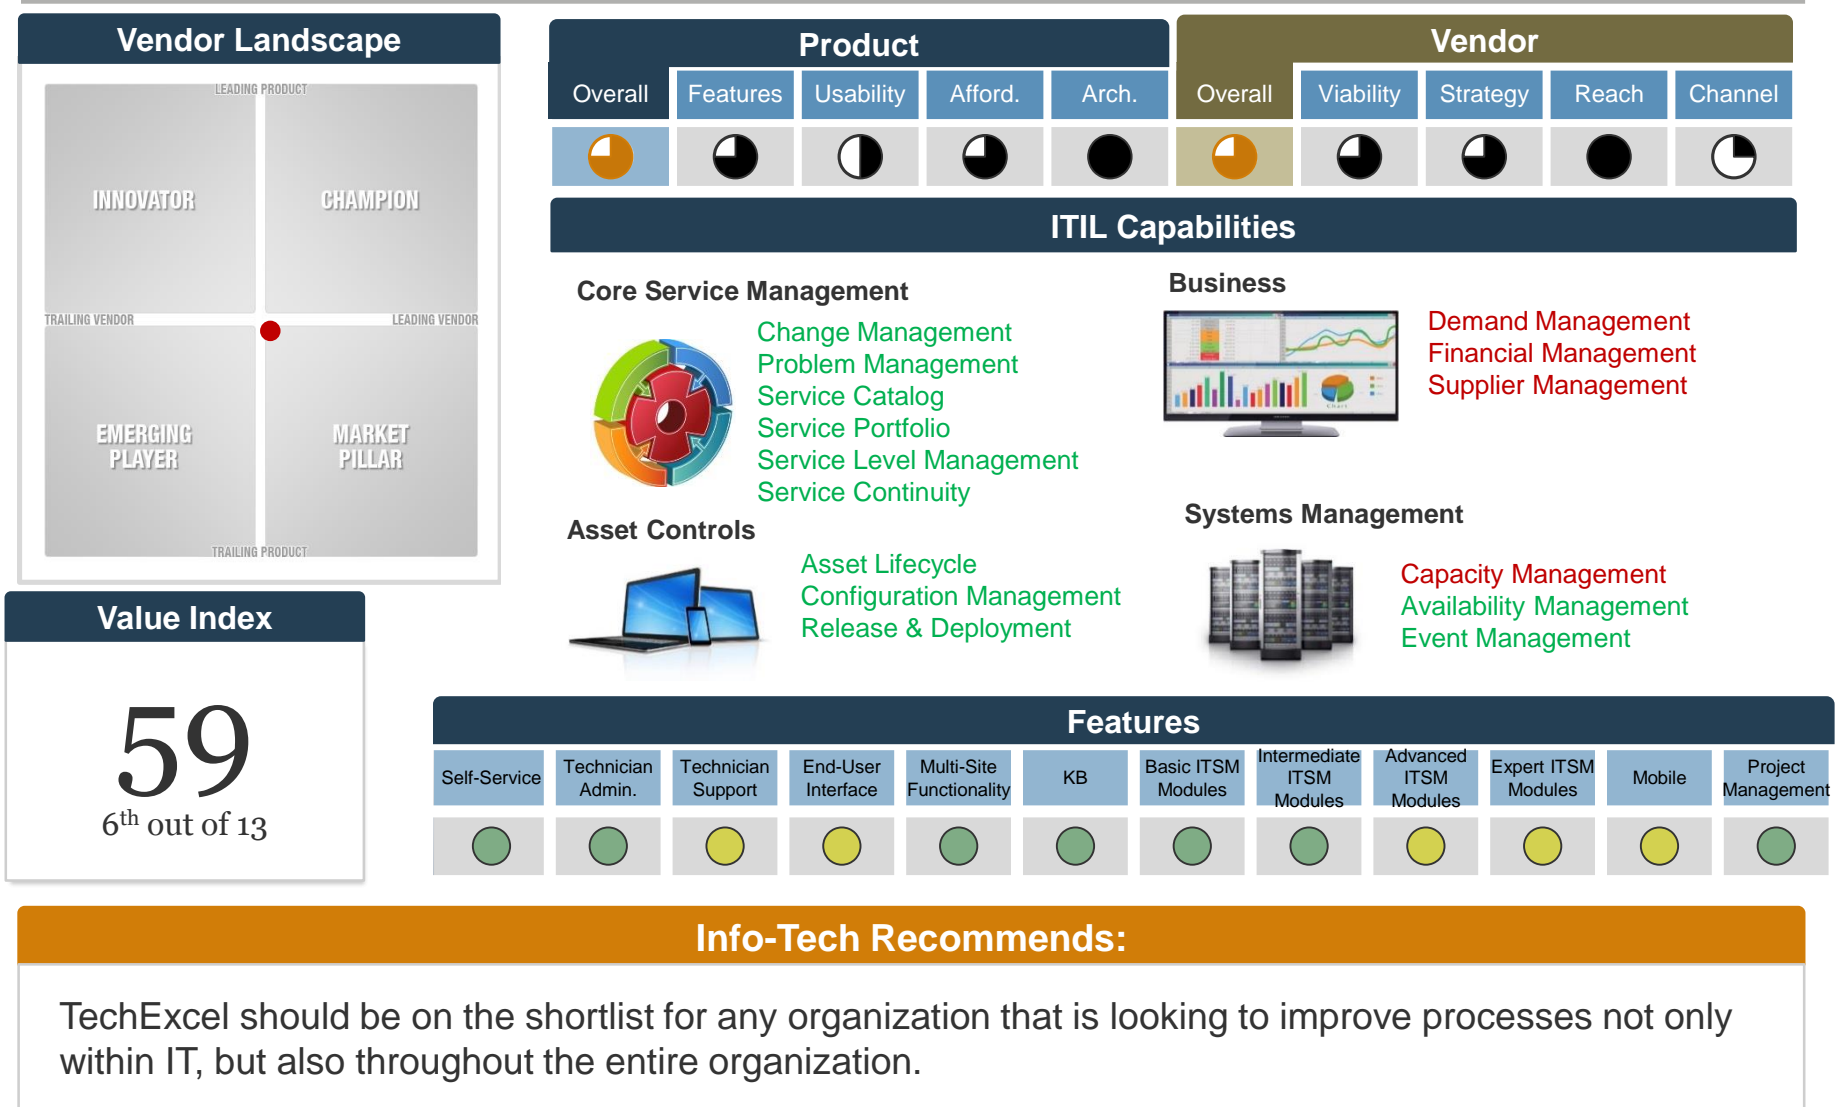 Vendor Landscape
LEADING PRODUCT
INNOVATOR
CHAMPION
TRAILING VENDOR
LEADING VENDOR
EMERGING
PLAYER
MARKET
PILLAR
TRAILING PRODUCT
Product
Vendor
Overall
Features
Usability
Afford.
Arch.
Overall
Viability
Strategy
Reach
Channel
ITIL Capabilities
Core Service Management
Change Management
Problem Management
Service Catalog
Service Portfolio
Service Level Management
Service Continuity
Business
Demand Management
Financial Management
Supplier Management
Asset Controls
Asset Lifecycle
Configuration Management
Release & Deployment
Systems Management
Capacity Management
Availability Management
Event Management
Value Index
59
6th out of 13
Features
Self-Service
Technician
Admin.
Technician
Support
End-User
Interface
Multi-Site
Functionality
KB
Basic ITSM
Modules
Intermediate
ITSM
Modules
Advanced
ITSM
Modules
Expert ITSM
Modules
Mobile
Project
Management
Info-Tech Recommends:
TechExcel should be on the shortlist for any organization that is looking to improve processes not only
within IT, but also throughout the entire organization.